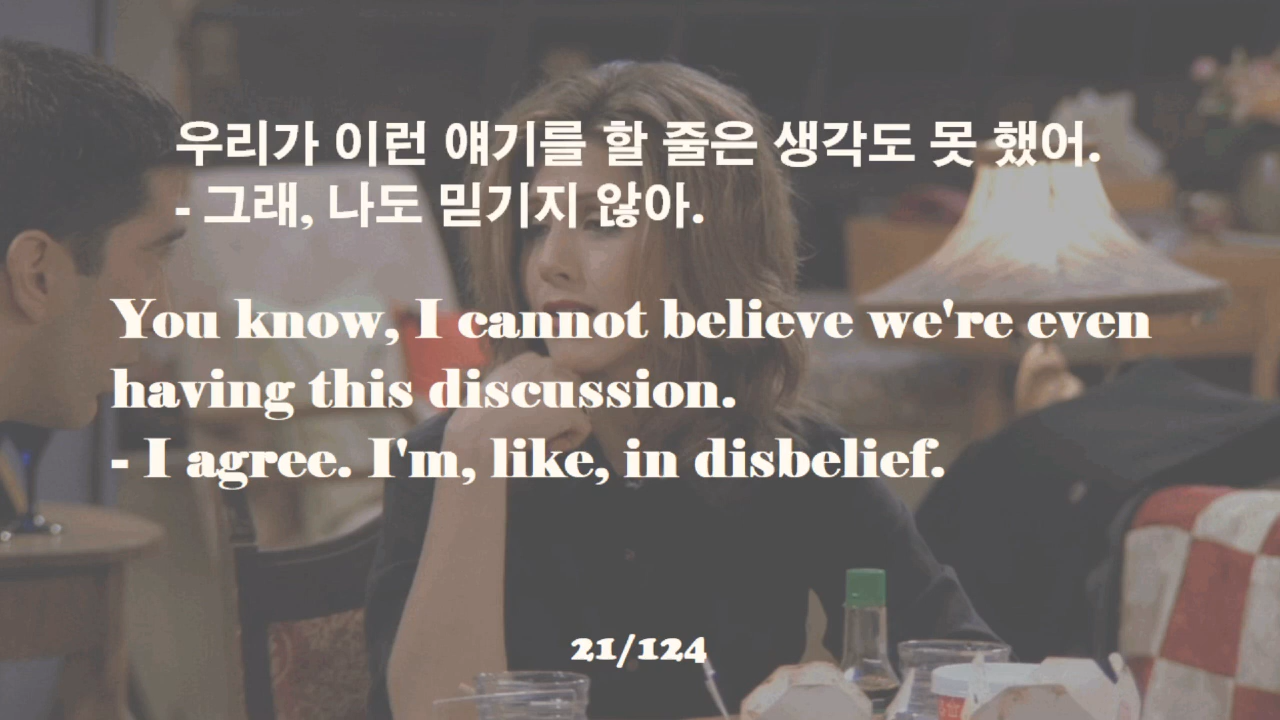 우리가 이런 얘기를 할 줄은 생각도 못 했어.
- 그래, 나도 믿기지 않아.
You know, I cannot believe we're even
having this discussion.
- I agree. I'm, like, in disbelief.
21/124